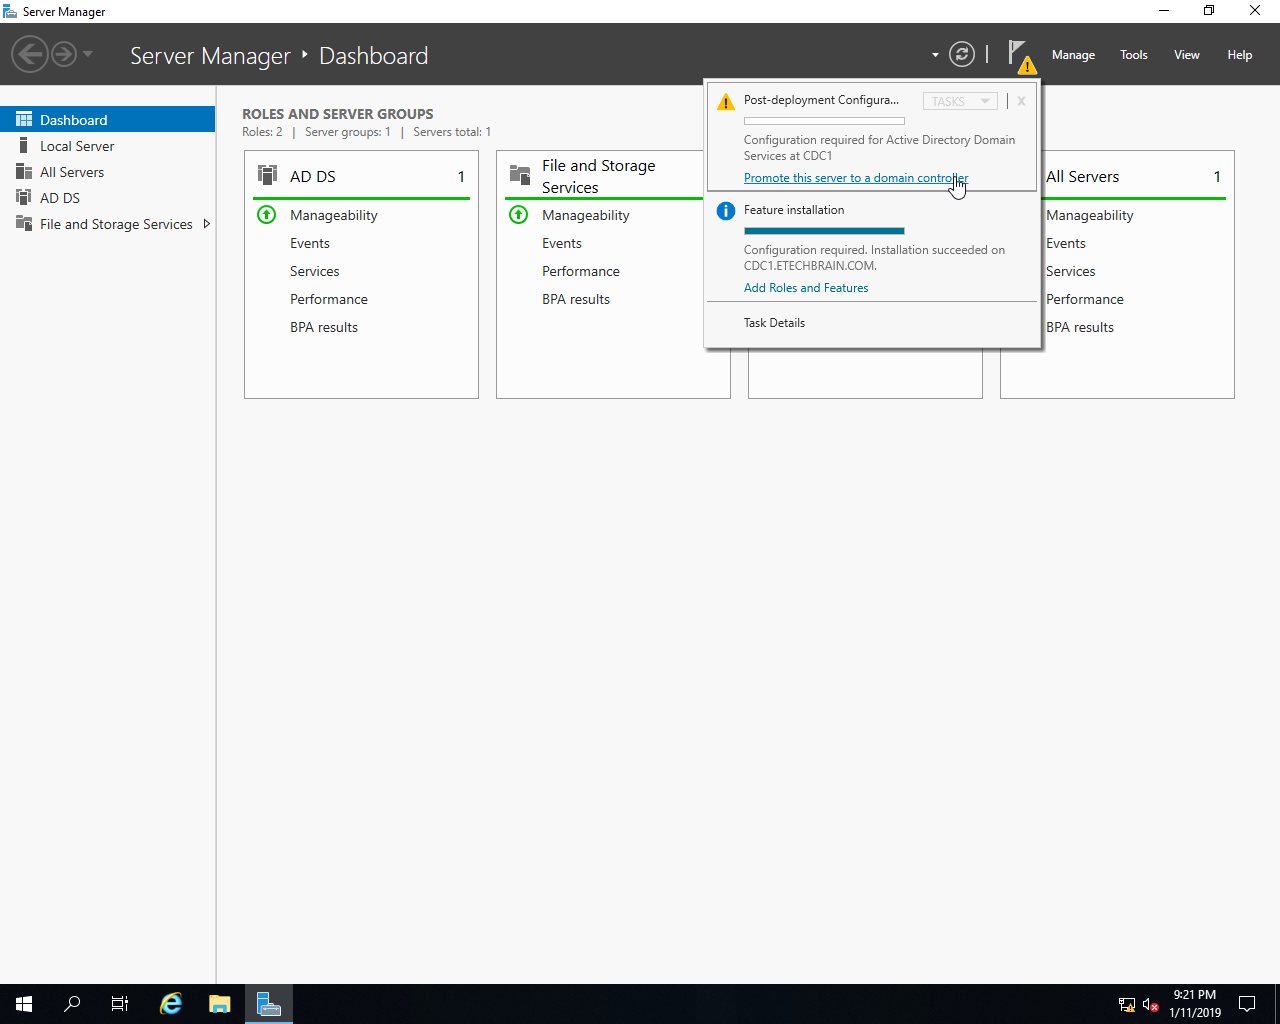 Server Manager
Server Manager • Dashboard
Manage
Tools
View
Help
Dashboard
Local Server
All Servers
AD DS
File and Storage Services
ROLES AND SERVER GROUPS
Roles: 2 | Server groups: 1 | Servers total: 1
AD DS 1
Manageability
Events
Services
Performance
BPA results
File and Storage
Services
Manageability
Events
Performance
BPA results
Post-deployment Configura...
TASKS
X
Configuration required for Active Directory Domain
Services at CDC1
Promote this server to a domain controller
Feature installation
Configuration required. Installation succeeded on
CDC1.ETECHBRAIN.COM.
Add Roles and Features
Task Details
All Servers 1
Manageability
Events
Services
Performance
BPA results
9:21 PM
1/11/2019